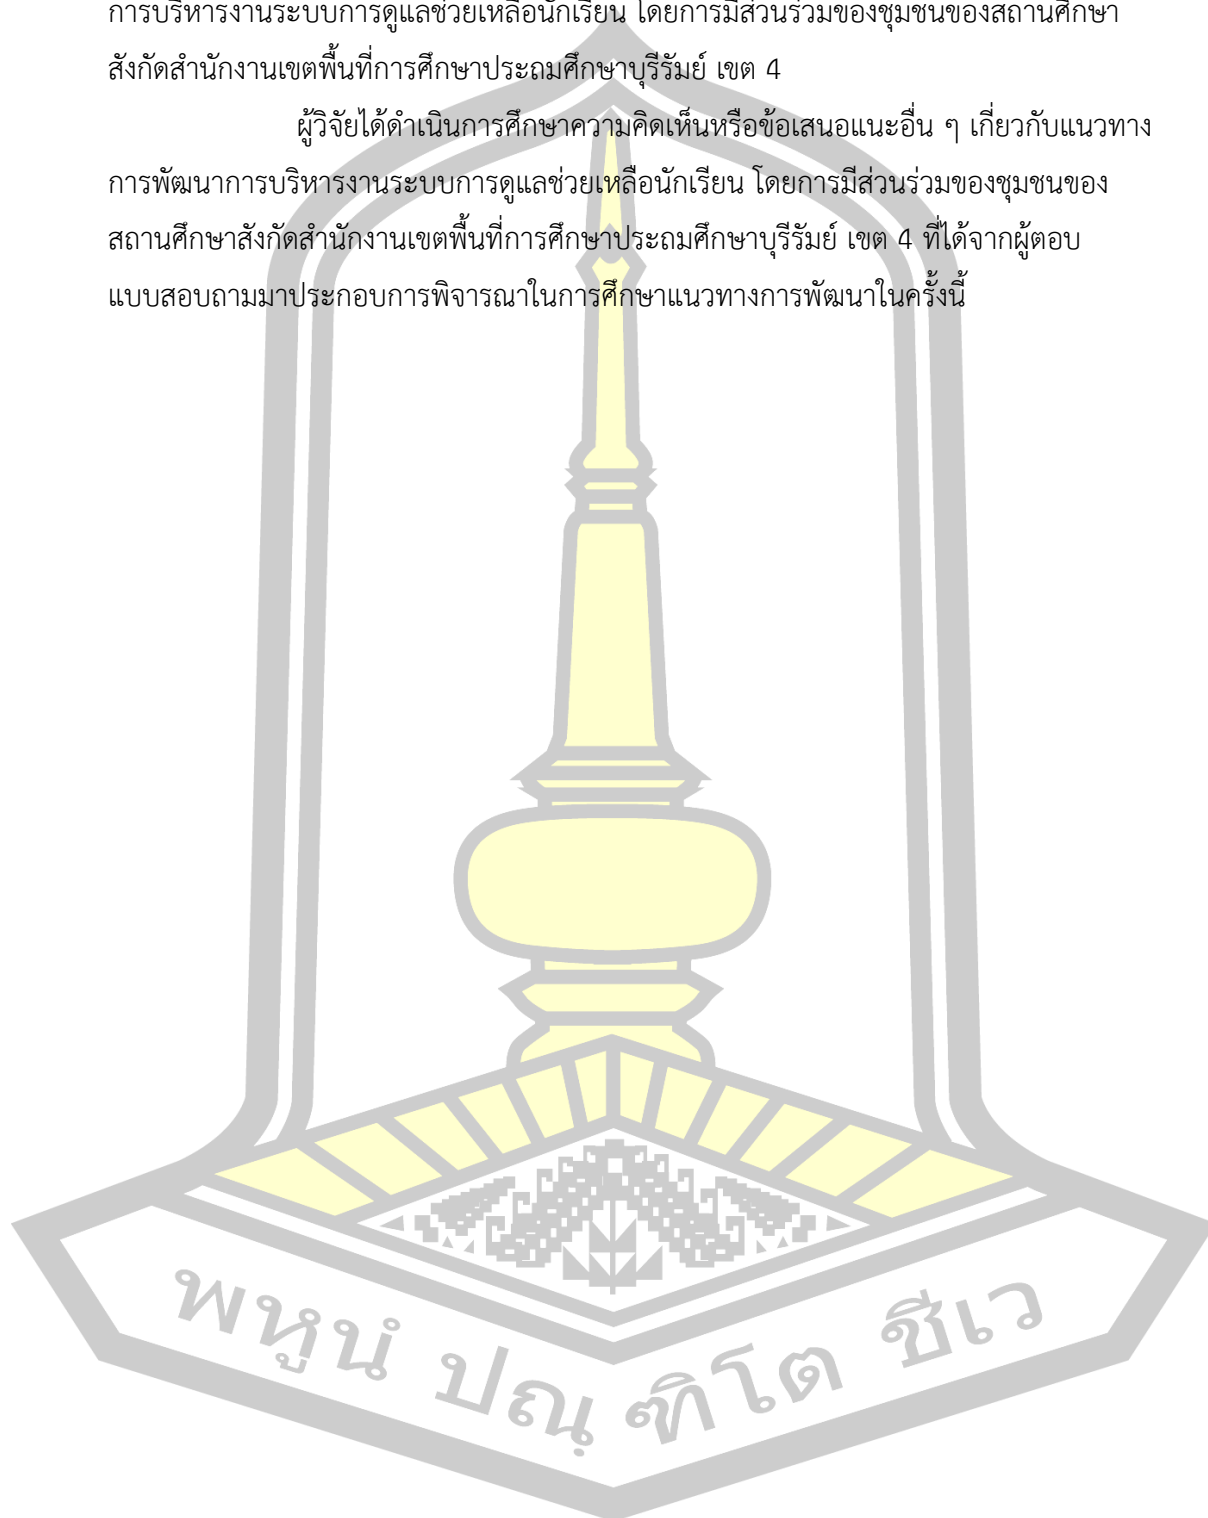 การบริหารงานระบบการดูแลช่วยเหลือนักเรียน โดยการมีส่วนร่วมของชุมชนของสถานศึกษา
สังกัดสำนักงานเขตพื้นที่การศึกษาประถมศึกษาบุรีรัมย์ เขต 4
ผู้วิจัยได้ดำเนินการศึกษาความคิดเห็นหรือข้อเสนอแนะอื่น ๆ เกี่ยวกับแนวทาง
การพัฒนาการบริหารงานระบบการดูแลช่วยเหลือนักเรียน โดยการมีส่วนร่วมของชุมชนของ
สถานศึกษาสังกัดสำนักงานเขตพื้นที่การศึกษาประถมศึกษาบุรีรัมย์ เขต 4 ที่ได้จากผู้ตอบ
แบบสอบถามมาประกอบการพิจารณาในการศึกษาแนวทางการพัฒนาในครั้งนี้
พหูนํ ปณฺฑิโต ชีเว